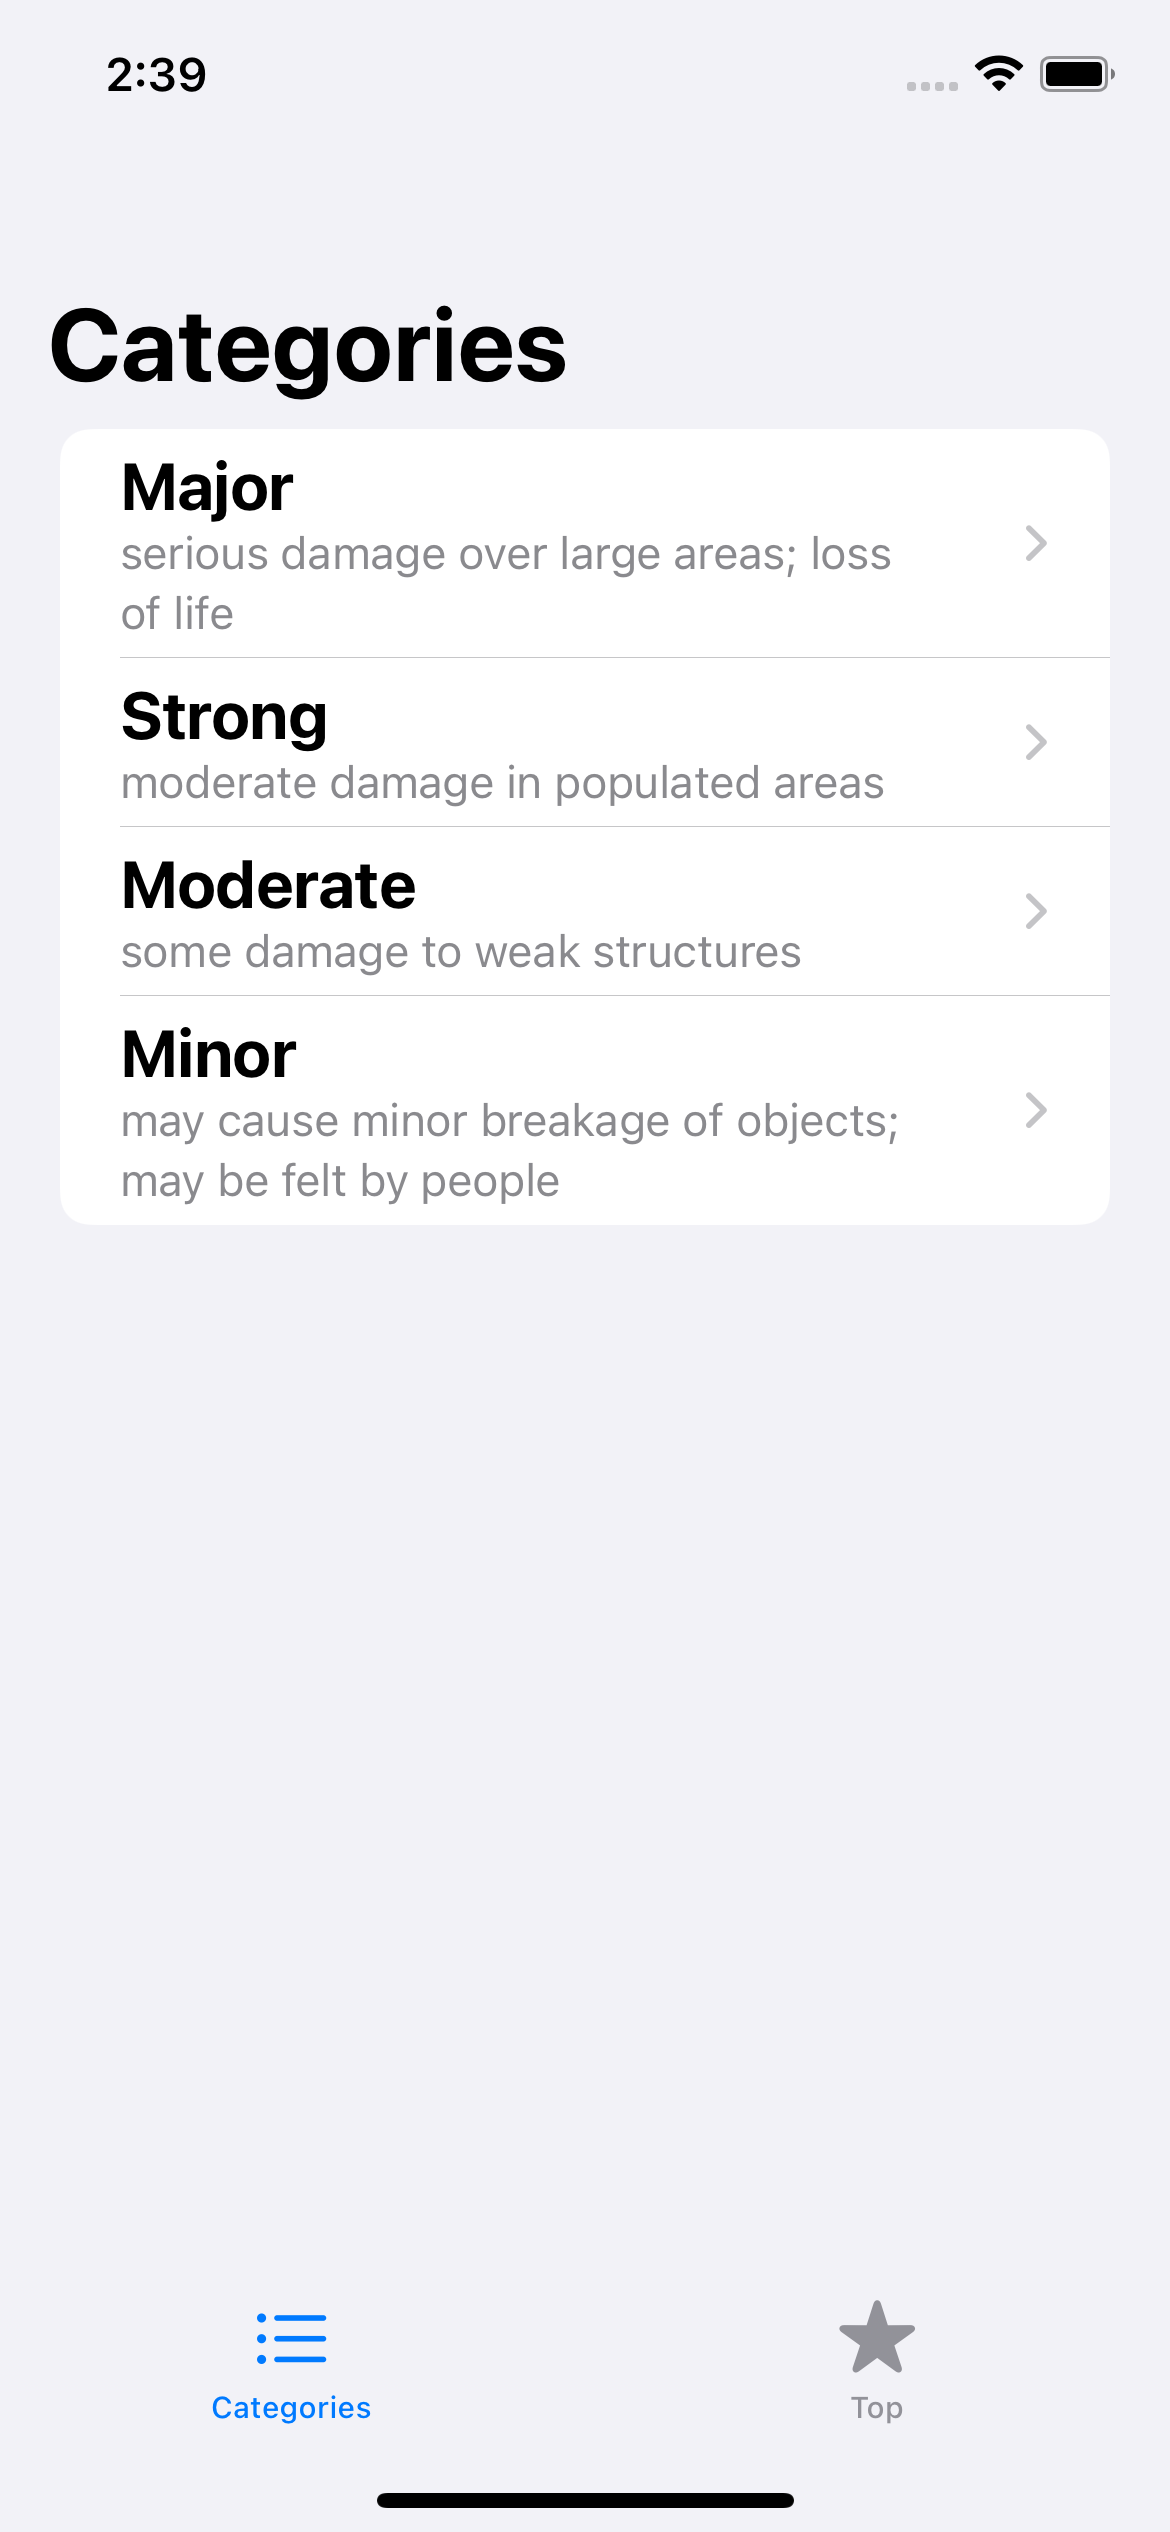 2:39
Categories
Major
serious damage over large areas; loss
of life
Strong
moderate damage in populated areas
Moderate
some damage to weak structures
Minor
may cause minor breakage of objects;
may be felt by people
Categories
Top